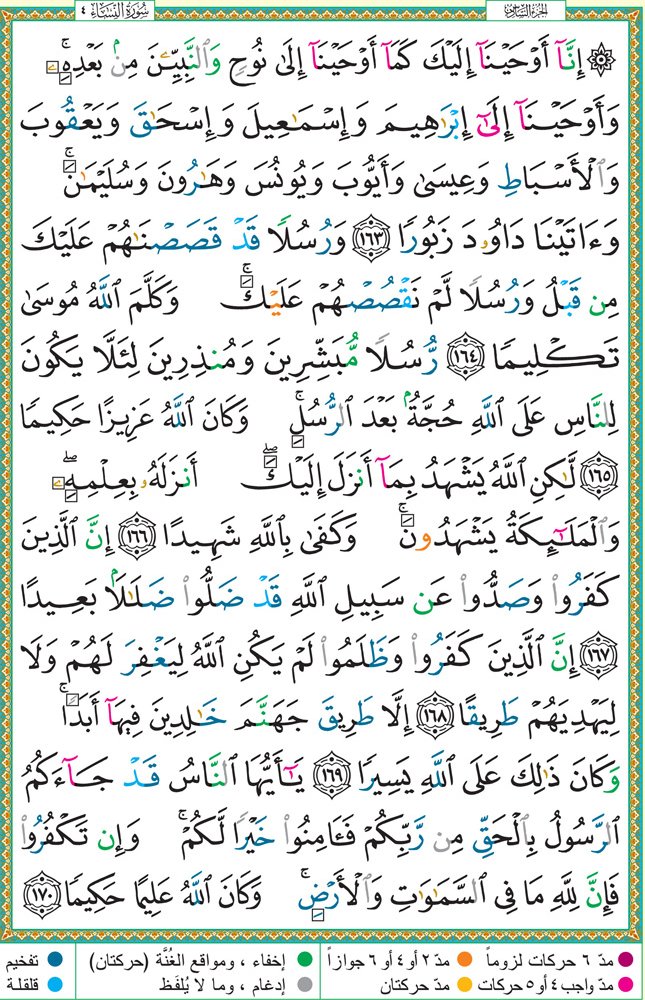 سُورَةُ النِّسَاءِ ٤
الجزء السادس
۞ إِنَّآ أَوۡحَيۡنَآ إِلَيۡكَ كَمَآ أَوۡحَيۡنَآ إِلَىٰ نُوحٖ وَٱلنَّبِيِّـۧنَ مِنۢ بَعۡدِهِۦۚ
وَأَوۡحَيۡنَآ إِلَىٰٓ إِبۡرَٰهِيمَ وَإِسۡمَٰعِيلَ وَإِسۡحَٰقَ وَيَعۡقُوبَ
وَٱلۡأَسۡبَاطِ وَعِيسَىٰ وَأَيُّوبَ وَيُونُسَ وَهَٰرُونَ وَسُلَيۡمَٰنَۚ
وَءَاتَيۡنَا دَاوُۥدَ زَبُورٗا ١٦٣ وَرُسُلٗا قَدۡ قَصَصۡنَٰهُمۡ عَلَيۡكَ
مِن قَبۡلُ وَرُسُلٗا لَّمۡ نَقۡصُصۡهُمۡ عَلَيۡكَۚ وَكَلَّمَ ٱللَّهُ مُوسَىٰ
تَكۡلِيمٗا ١٦٤ رُّسُلٗا مُّبَشِّرِينَ وَمُنذِرِينَ لِئَلَّا يَكُونَ
لِلنَّاسِ عَلَى ٱللَّهِ حُجَّةُۢ بَعۡدَ ٱلرُّسُلِۚ وَكَانَ ٱللَّهُ عَزِيزًا حَكِيمٗا
١٦٥ لَّٰكِنِ ٱللَّهُ يَشۡهَدُ بِمَآ أَنزَلَ إِلَيۡكَۖ أَنزَلَهُۥ بِعِلۡمِهِۦۖ
وَٱلۡمَلَٰٓئِكَةُ يَشۡهَدُونَۚ وَكَفَىٰ بِٱللَّهِ شَهِيدًا ١٦٦ إِنَّ ٱلَّذِينَ
كَفَرُواْ وَصَدُّواْ عَن سَبِيلِ ٱللَّهِ قَدۡ ضَلُّواْ ضَلَٰلَۢا بَعِيدًا
١٦٧ إِنَّ ٱلَّذِينَ كَفَرُواْ وَظَلَمُواْ لَمۡ يَكُنِ ٱللَّهُ لِيَغۡفِرَ لَهُمۡ وَلَا
لِيَهۡدِيَهُمۡ طَرِيقًا ١٦٨ إِلَّا طَرِيقَ جَهَنَّمَ خَٰلِدِينَ فِيهَآ أَبَدٗاۚ
وَكَانَ ذَٰلِكَ عَلَى ٱللَّهِ يَسِيرٗا ١٦٩ يَٰٓأَيُّهَا ٱلنَّاسُ قَدۡ جَآءَكُمُ
ٱلرَّسُولُ بِٱلۡحَقِّ مِن رَّبِّكُمۡ فَـَٔامِنُواْ خَيۡرٗا لَّكُمۡۚ وَإِن تَكۡفُرُواْ
فَإِنَّ لِلَّهِ مَا فِي ٱلسَّمَٰوَٰتِ وَٱلۡأَرۡضِۚ وَكَانَ ٱللَّهُ عَلِيمًا حَكِيمٗا ١٧٠
مدّ ٦ حركات لزوماً مدّ ٢ أو ٤ أو ٦ جوازاً إخفاء ، ومواقع الغُنَّة (حركتان) تفخيم
مدّ واجب ٤ أو ٥ حركات مدّ حركتان إدغام ، وما لا يُلفَظ قلقلة